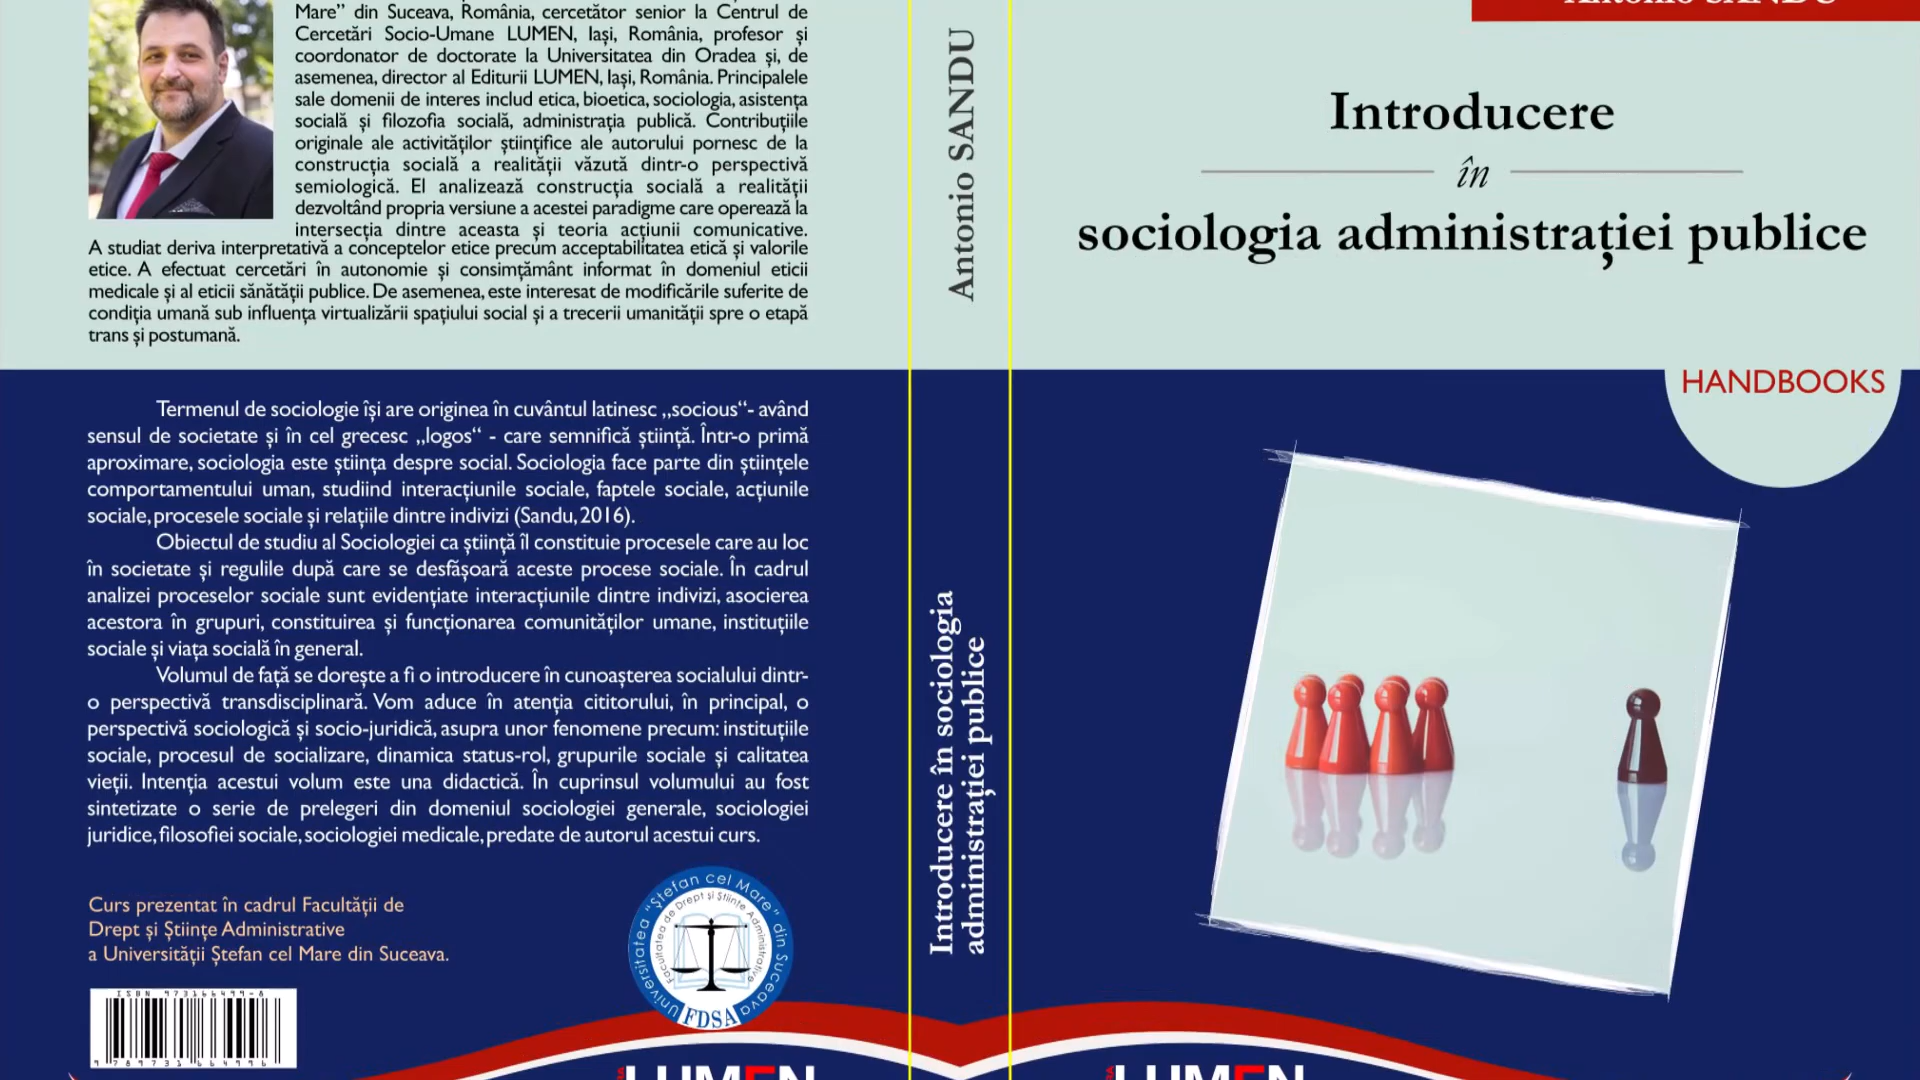 Mare” din Suceava, România, cercetător senior la Centrul de
Cercetări Socio-Umane LUMEN, Iași, România, profesor și
coordonator de doctorate la Universitatea din Oradea și, de
asemenea, director al Editurii LUMEN, Iași, România. Principalele
sale domenii de interes includ etica, bioetica, sociologia, asistența
socială și filozofia socială, administrația publică. Contribuțiile
originale ale activităților științifice ale autorului pornesc de la
construcția socială a realității văzută dintr-o perspectivă
semiologică. El analizează construcția socială a realității
dezvoltând propria versiune a acestei paradigme care operează la
intersecția dintre aceasta și teoria acțiunii comunicative.
A studiat deriva interpretativă a conceptelor etice precum acceptabilitatea etică și valorile
etice. A efectuat cercetări în autonomie și consimțământ informat în domeniul eticii
medicale și al eticii sănătății publice. De asemenea, este interesat de modificările suferite de
condiția umană sub influența virtualizării spațiului social și a trecerii umanității spre o etapă
trans și postumană.
Termenul de sociologie își are originea în cuvântul latinesc „socious“- având
sensul de societate și în cel grecesc „logos“ - care semnifică știință. Într-o primă
aproximare, sociologia este știința despre social. Sociologia face parte din științele
comportamentului uman, studiind interacțiunile sociale, faptele sociale, acțiunile
sociale, procesele sociale și relațiile dintre indivizi (Sandu, 2016).
Obiectul de studiu al Sociologiei ca știință îl constituie procesele care au loc
în societate și regulile după care se desfășoară aceste procese sociale. În cadrul
analizei proceselor sociale sunt evidențiate interacțiunile dintre indivizi, asocierea
acestora în grupuri, constituirea și funcționarea comunităților umane, instituțiile
sociale și viața socială în general.
Volumul de față se dorește a fi o introducere în cunoașterea socialului dintr-
o perspectivă transdisciplinară. Vom aduce în atenția cititorului, în principal, o
perspectivă sociologică și socio-juridică, asupra unor fenomene precum: instituțiile
sociale, procesul de socializare, dinamica status-rol, grupurile sociale și calitatea
vieții. Intenția acestui volum este una didactică. În cuprinsul volumului au fost
sintetizate o serie de prelegeri din domeniul sociologiei generale, sociologiei
juridice, filosofiei sociale, sociologiei medicale, predate de autorul acestui curs.
Curs prezentat în cadrul Facultății de
Drept și Științe Administrative
a Universității Ștefan cel Mare din Suceava.
Universitatea "Ștefan cel Mare" din Suceava
Facultatea de Drept și Științe Administrative
FDSA
ISBN 973166499-8
9 789731 664996
LUMEN
Antonio SANDU
Introducere în sociologia
administrației publice
Antonio SANDU
Introducere
în
sociologia administrației publice
HANDBOOKS
LUMEN